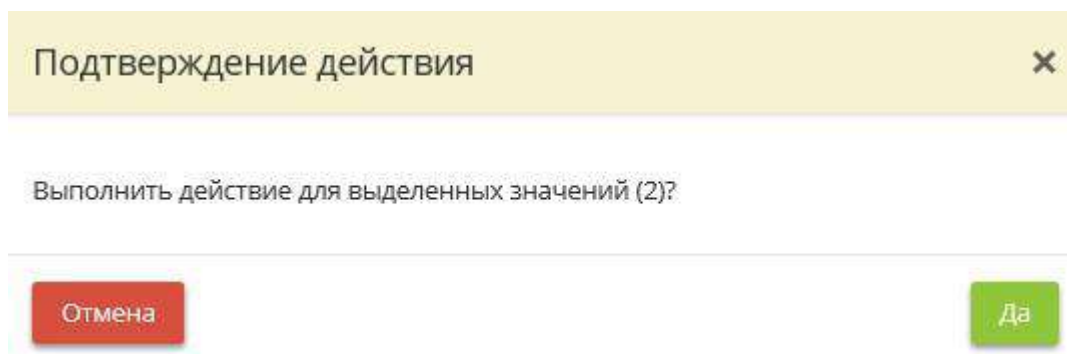 Подтверждение действия
Выполнить действие для выделенных значений (2)?
Отмена
Да